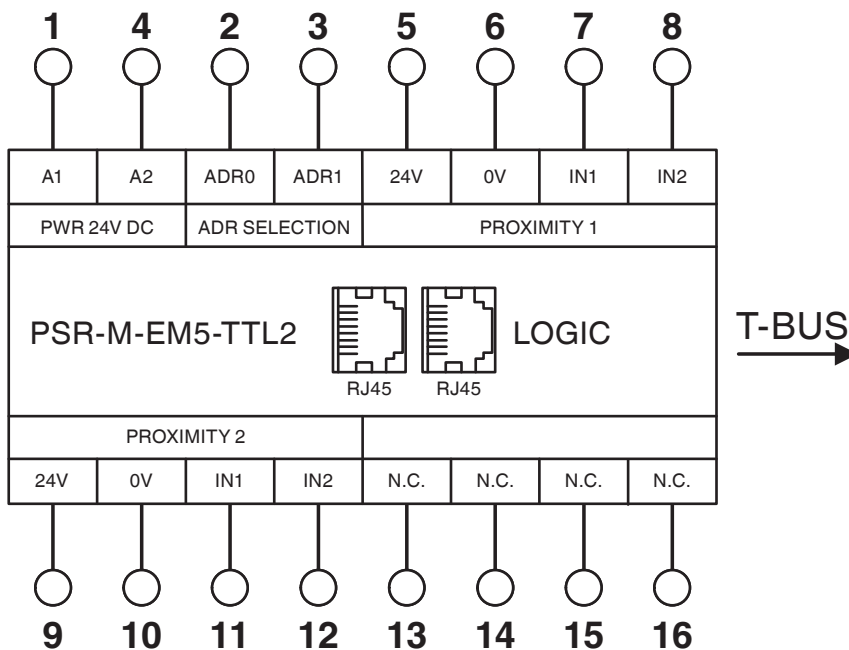 1 4 2 3 5 6 7 8
A1 A2 ADR0 ADR1 24V 0V IN1 IN2
PWR 24V DC ADR SELECTION PROXIMITY 1
PSR-M-EM5-TTL2 LOGIC T-BUS
RJ45 RJ45
PROXIMITY 2
24V 0V IN1 IN2 N.C. N.C. N.C. N.C.
9 10 11 12 13 14 15 16